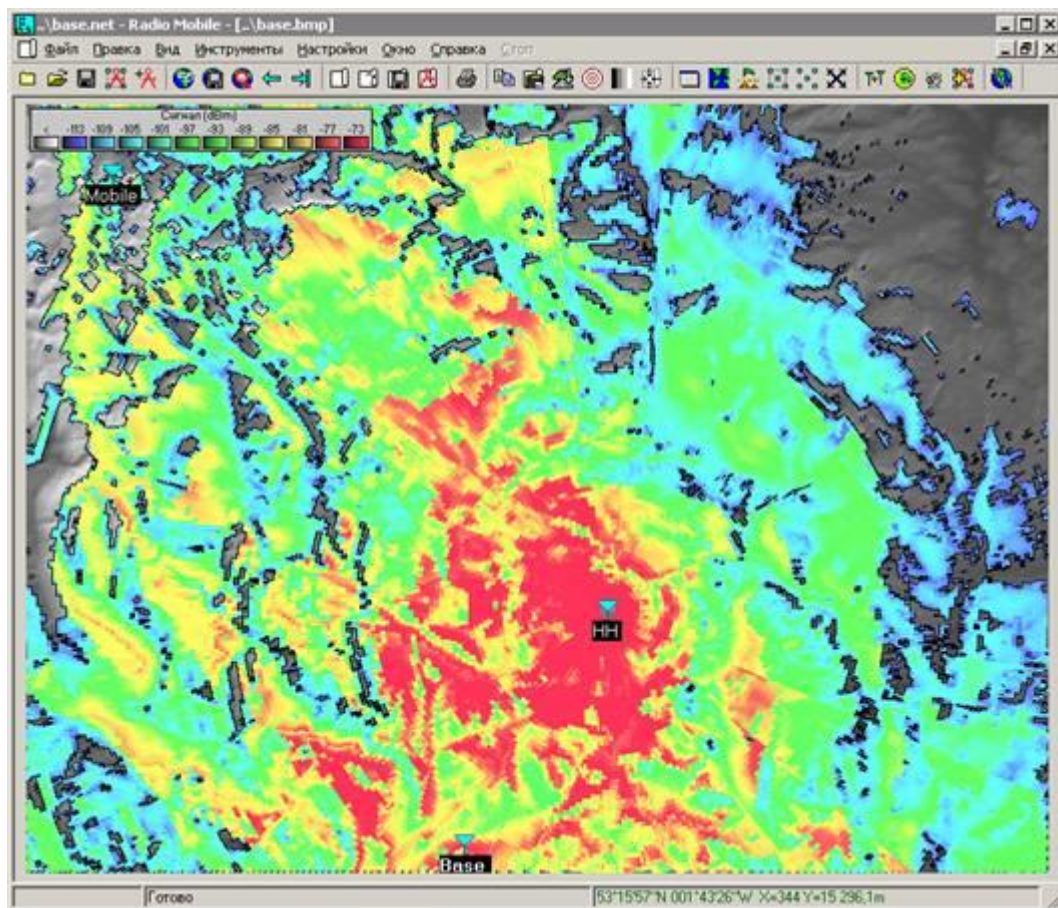 ..\base.net - Radio Mobile - [..\base.bmp]
Файл Правка Вид Инструменты Настройки Окно Справка Стоп
Сигнал (dBm)
< -113 -109 -105 -101 -97 -93 -89 -85 -81 -77 -73
Mobile
HH
Base
Готово
53°15'57"N 001°43'26"W X=344 Y=15 296,1m